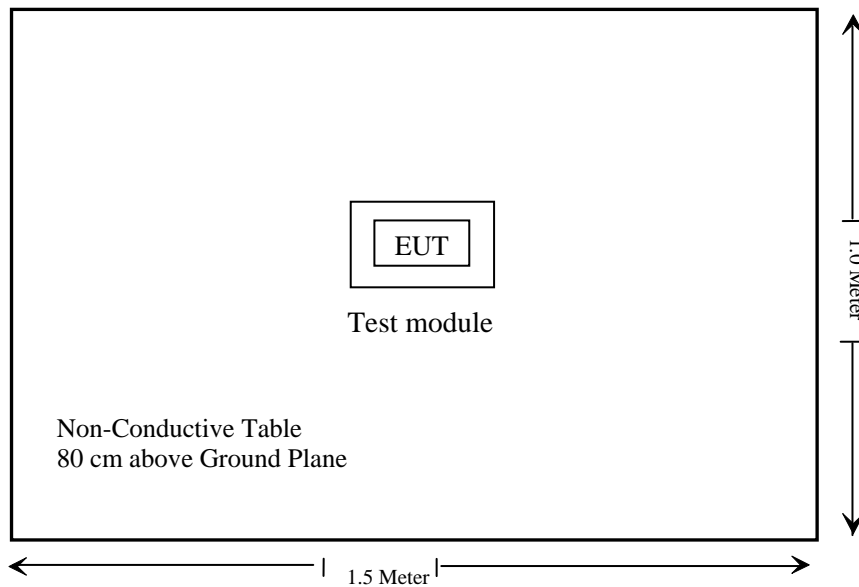 EUT
Test module
1.0 Meter
Non-Conductive Table
80 cm above Ground Plane
1.5 Meter